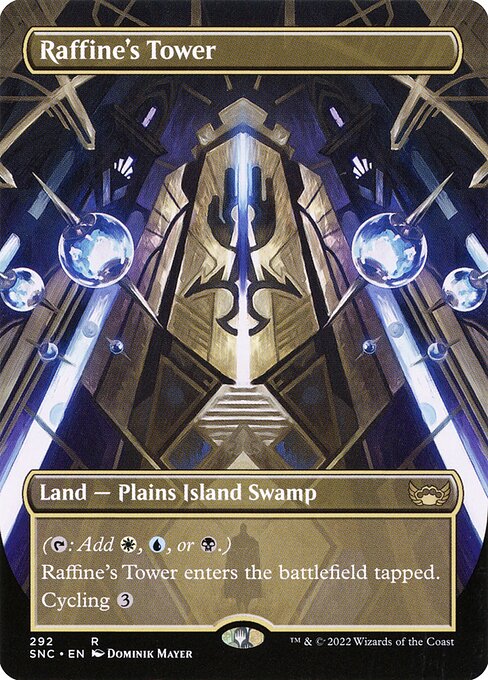 Raffine's Tower
Land — Plains Island Swamp
(: Add , , or .)
Raffine's Tower enters the battlefield tapped.
Cycling 3
292 R
SNC • EN Dominik Mayer
™ & © 2022 Wizards of the Coast